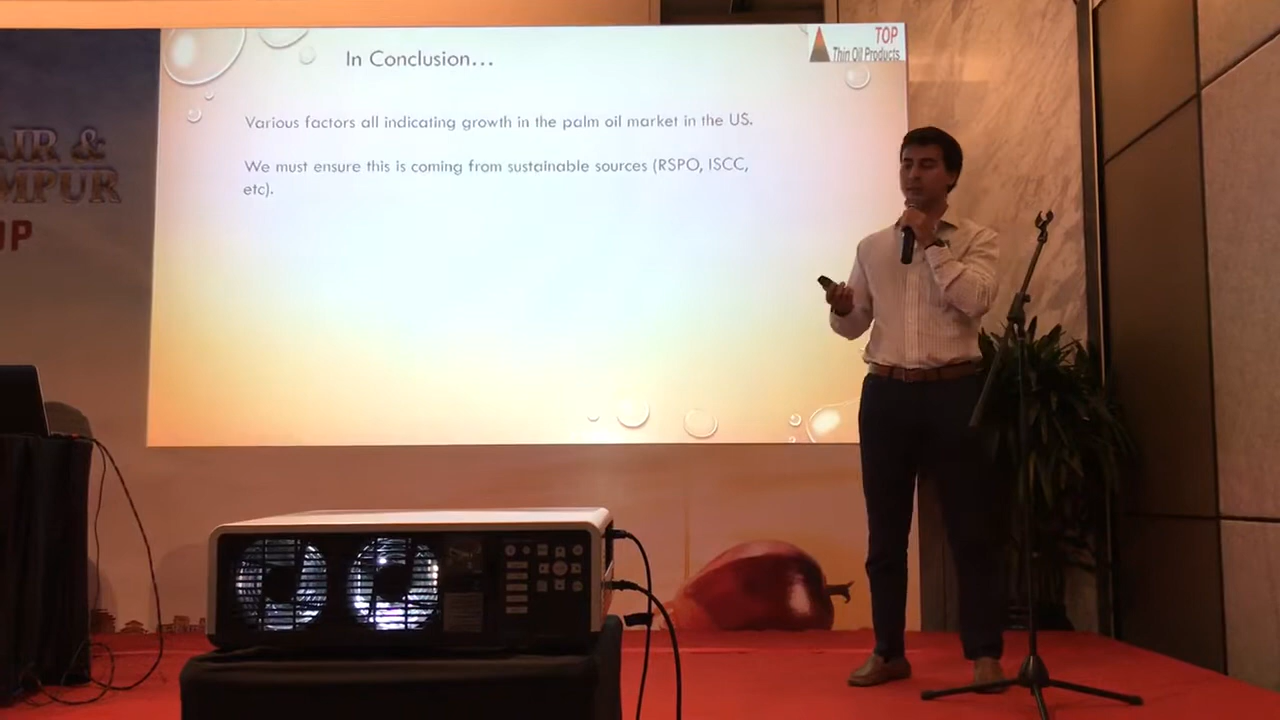 In Conclusion...
TOP
Thin Oil Products
Various factors all indicating growth in the palm oil market in the US.
We must ensure this is coming from sustainable sources (RSPO, ISCC,
etc).
AIR &
MPUR
UP